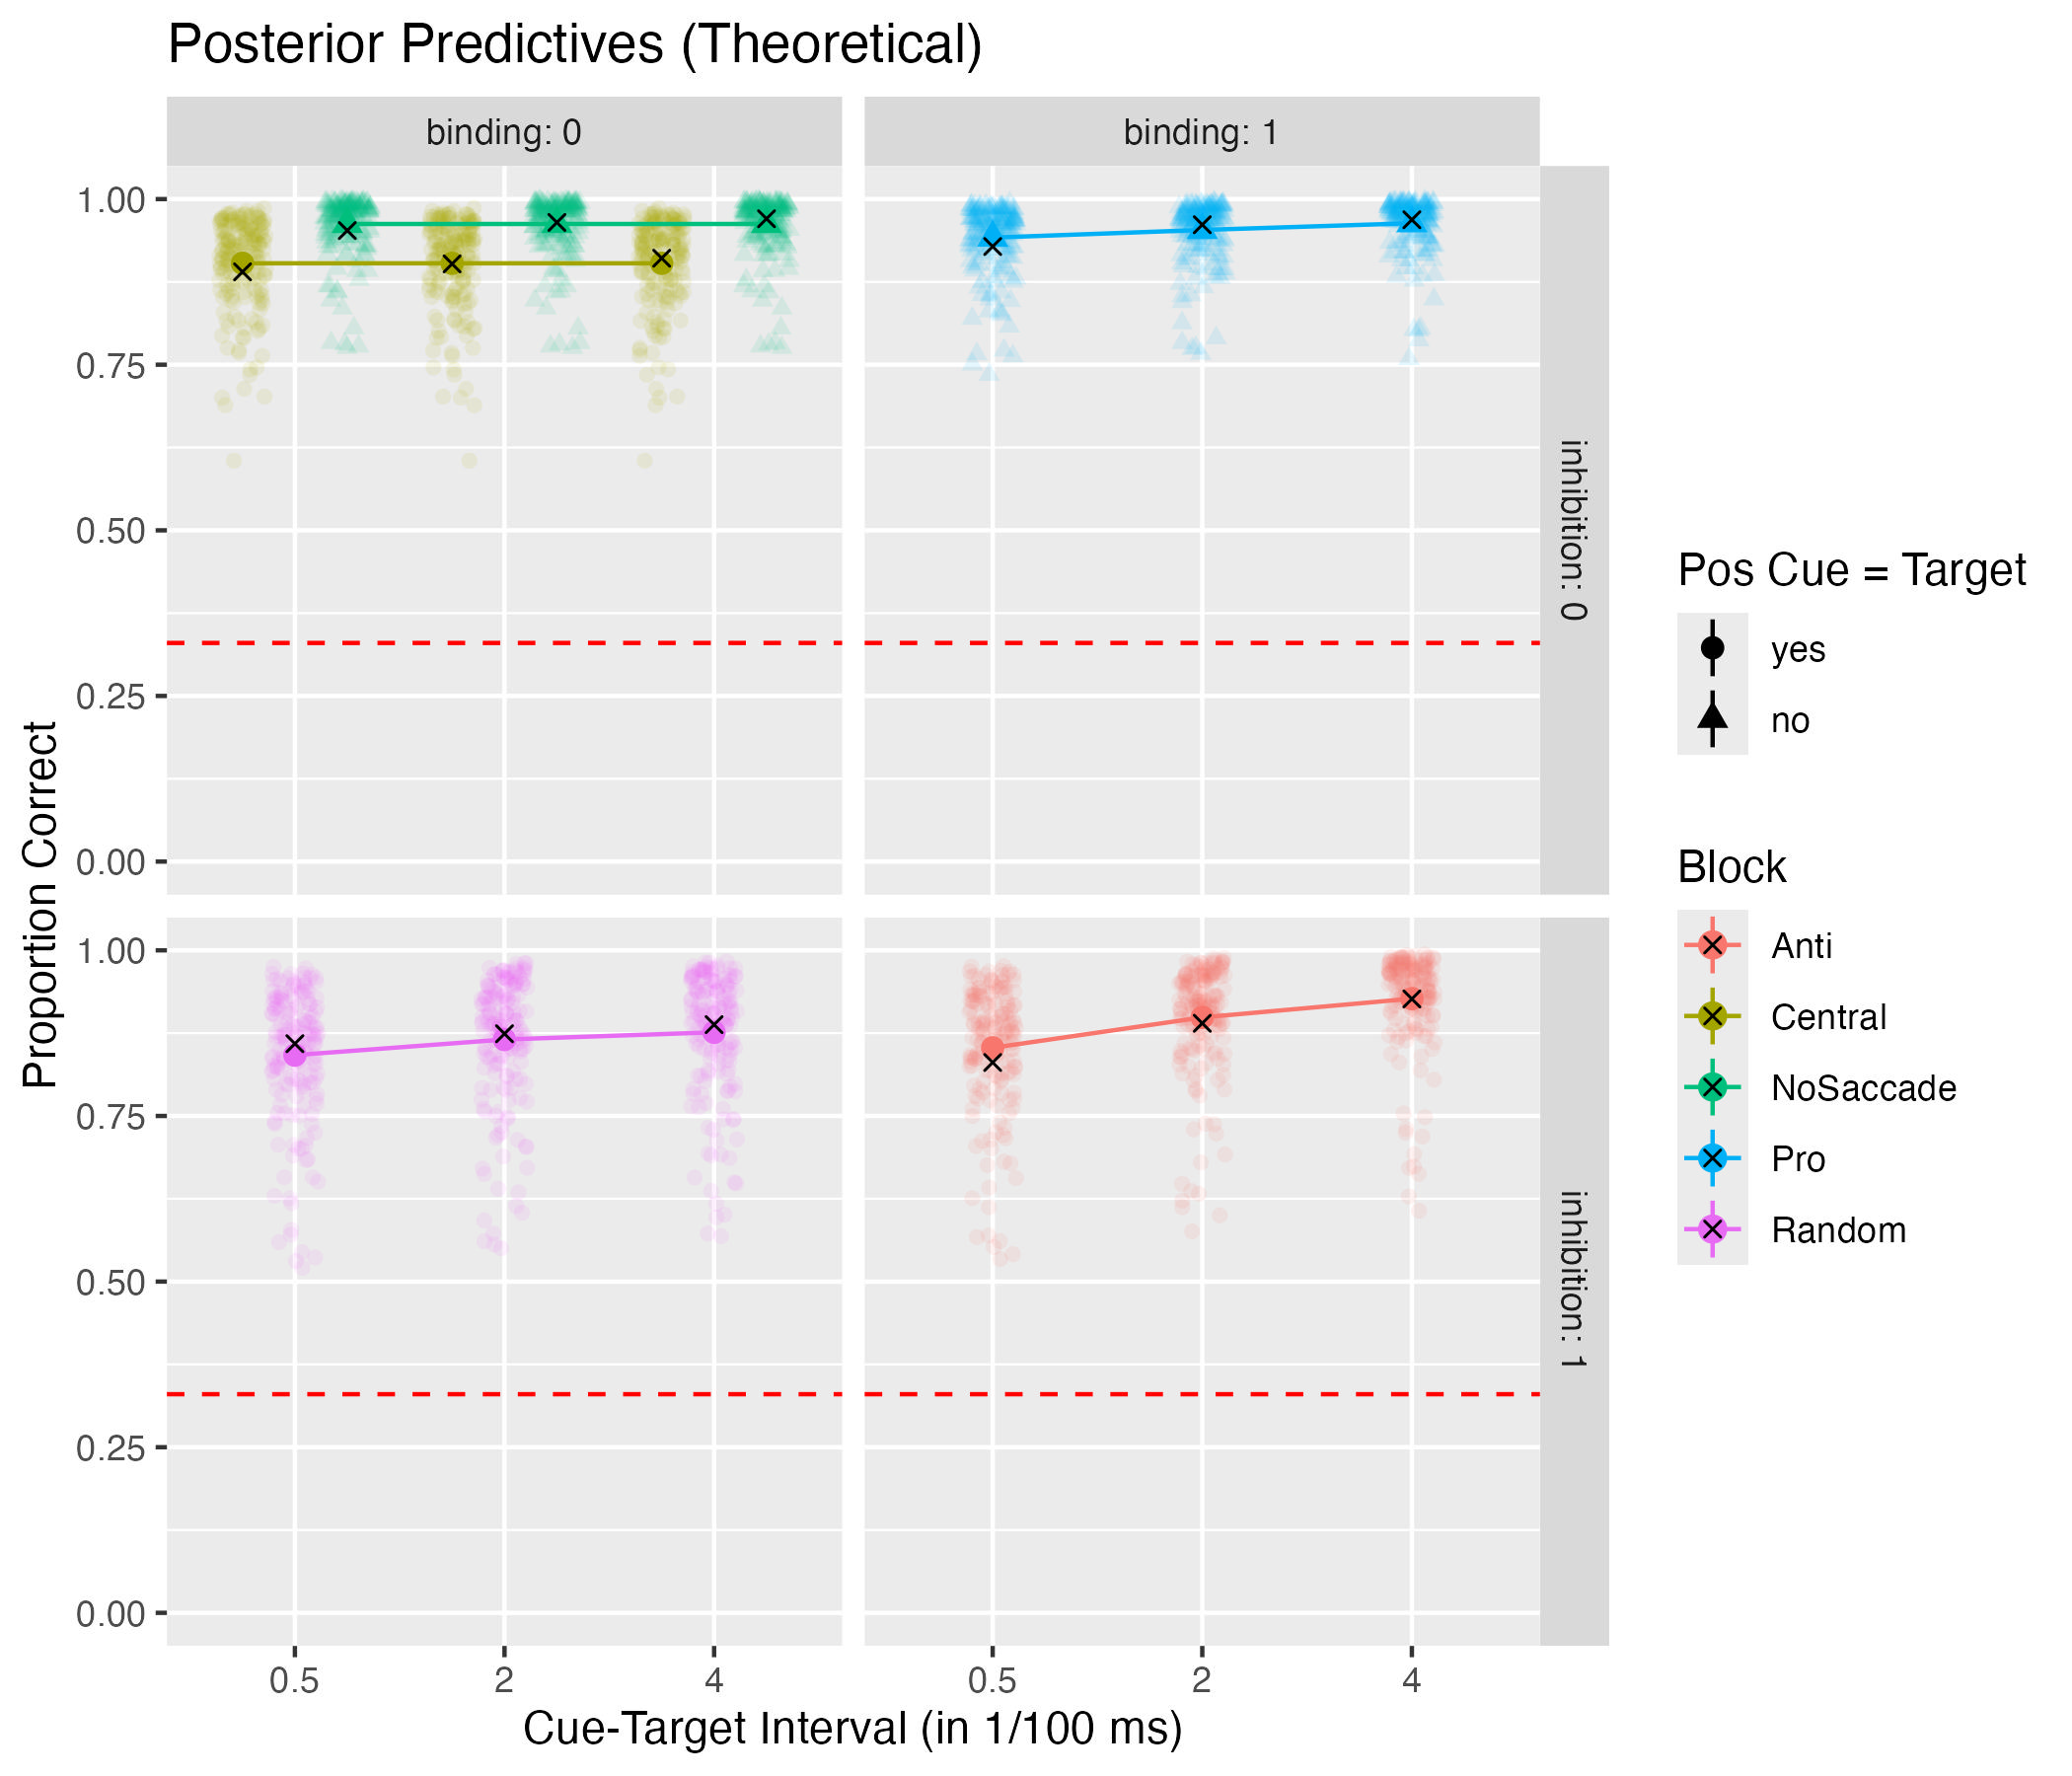 Posterior Predictives (Theoretical)
binding: 0
binding: 1
1.00
0.75
0.50
0.25
0.00
inhibition: 0
1.00
0.75
0.50
0.25
0.00
inhibition: 1
Proportion Correct
0.5 2 4
0.5 2 4
Cue-Target Interval (in 1/100 ms)
Pos Cue = Target
yes
no
Block
Anti
Central
NoSaccade
Pro
Random